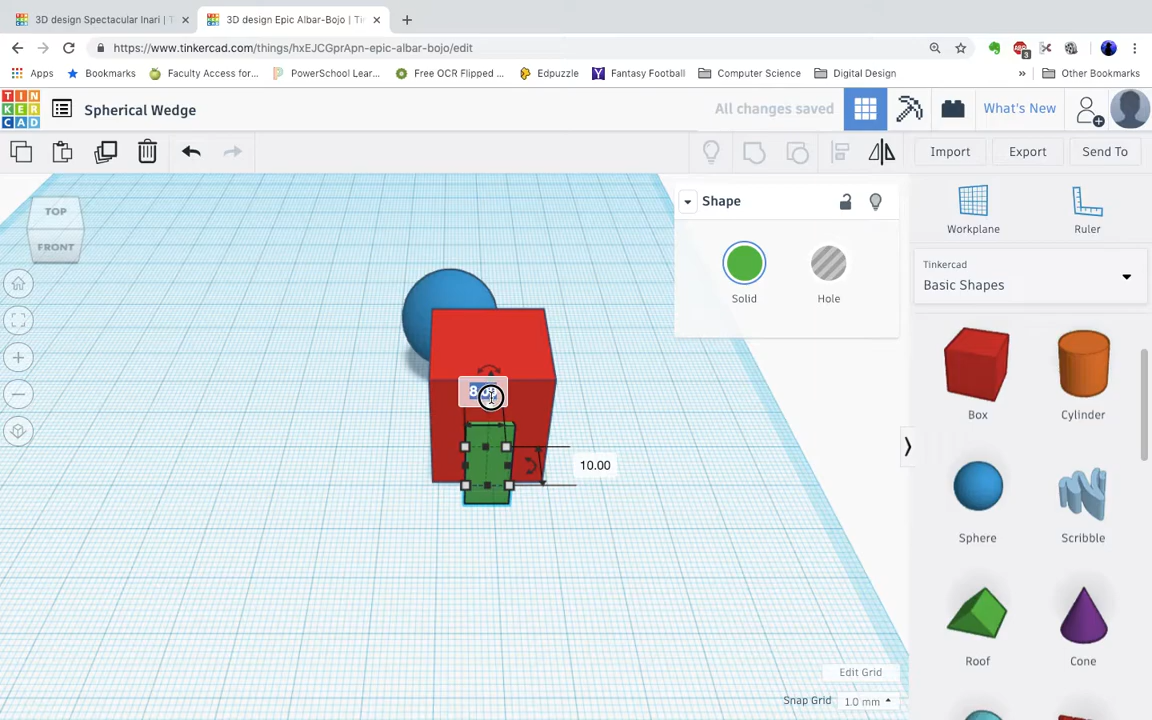 3D design Spectacular Inari | T
3D design Epic Albar-Bojo | Tin
https://www.tinkercad.com/things/hxEJCGprApn-epic-albar-bojo/edit
3
Apps
Bookmarks
Faculty Access for...
PowerSchool Lear...
Free OCR Flipped ...
Edpuzzle
Fantasy Football
Computer Science
Digital Design
»
Other Bookmarks
TIN
KER
CAD
Spherical Wedge
All changes saved
What's New
Import
Export
Send To
TOP
FRONT
Shape
Solid
Hole
Workplane
Ruler
Tinkercad
Basic Shapes
Box
Cylinder
Sphere
Scribble
Roof
Cone
10.00
Edit Grid
Snap Grid
1.0 mm